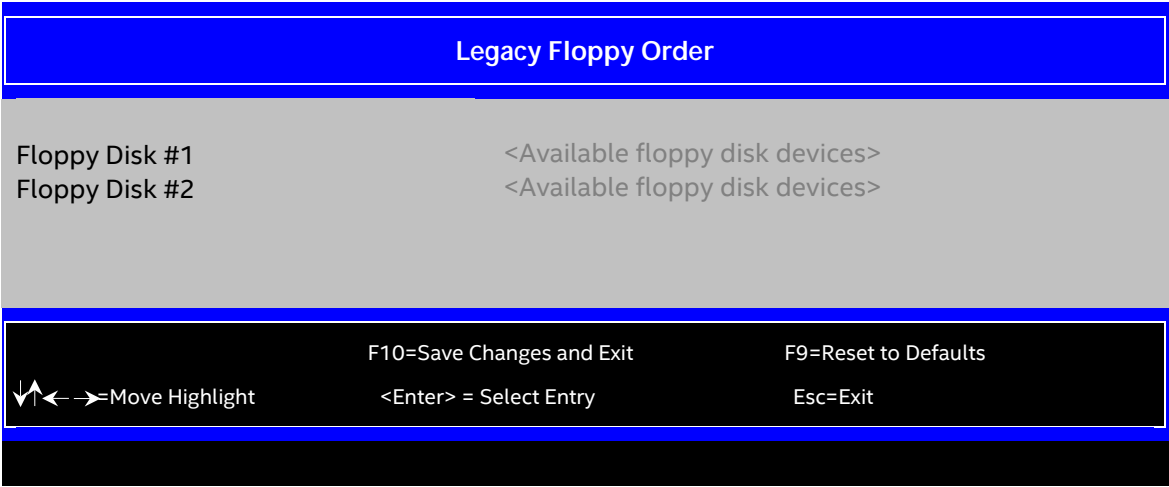 Legacy Floppy Order
Floppy Disk #1 <Available floppy disk devices>
Floppy Disk #2 <Available floppy disk devices>
F10=Save Changes and Exit F9=Reset to Defaults
=Move Highlight <Enter> = Select Entry Esc=Exit